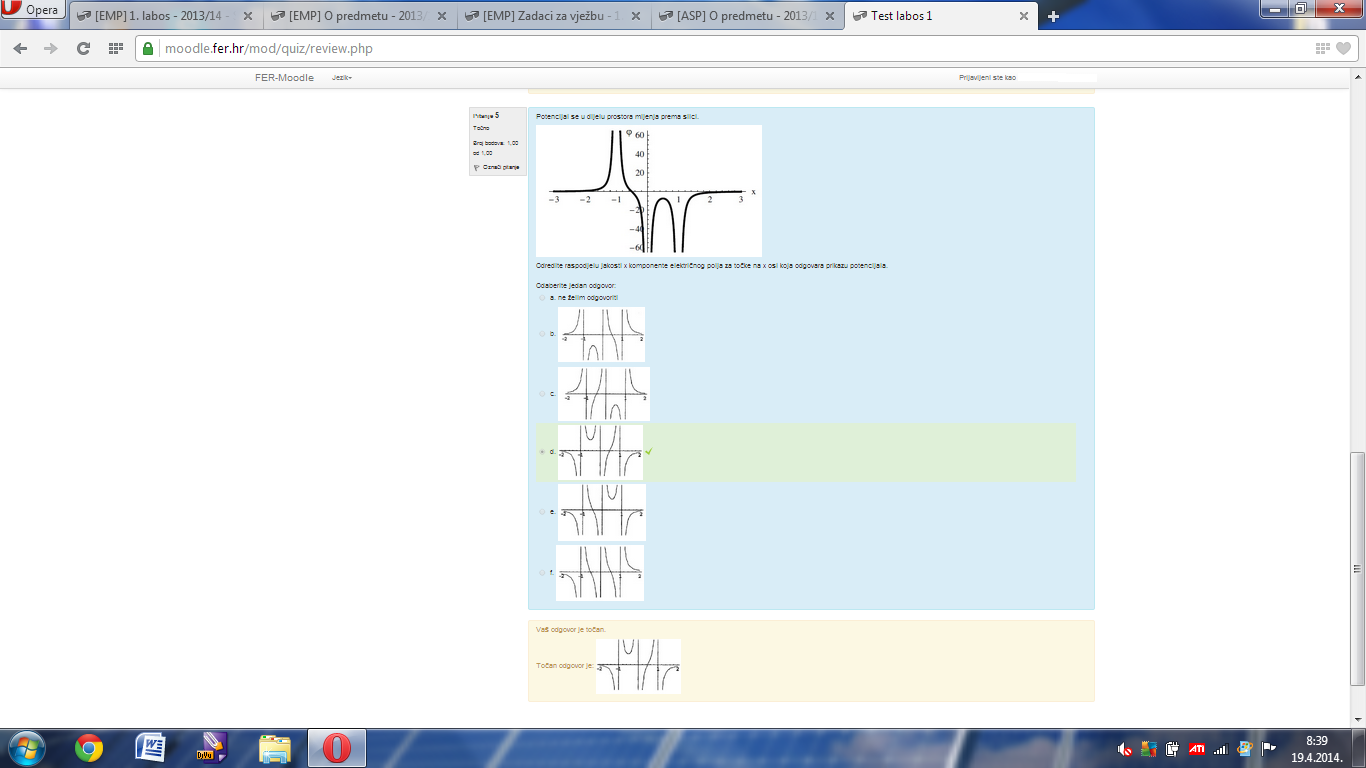 Opera
[EMP] 1. labos - 2013/14 -
[EMP] O predmetu - 2013/
[EMP] Zadaci za vježbu - 1
[ASP] O predmetu - 2013/1
Test labos 1
moodle.fer.hr/mod/quiz/review.php
FER-Moodle
Jezik
Prijavljeni ste kao
Pitanje 5
Točno
Broj bodova: 1,00 od 1,00
Označi pitanje
Potencijal se u dijelu prostora mijenja prema slici.
φ 60
40
20
-3 -2 -1 1 2 3 x
-20
-40
-60
Odredite raspodjelu jakosti x komponente električnog polja za točke na x osi koja odgovara prikazu potencijala.
Odaberite jedan odgovor:
a. ne želim odgovoriti
b.
-2 -1 1 2
c.
-2 -1 1 2
d.
-2 -1 1 2
e.
-2 -1 1 2
f.
-2 -1 1 2
Vaš odgovor je točan.
Točan odgovor je:
-2 -1 1 2
W
DvDVi
ATI
8:39
19.4.2014.